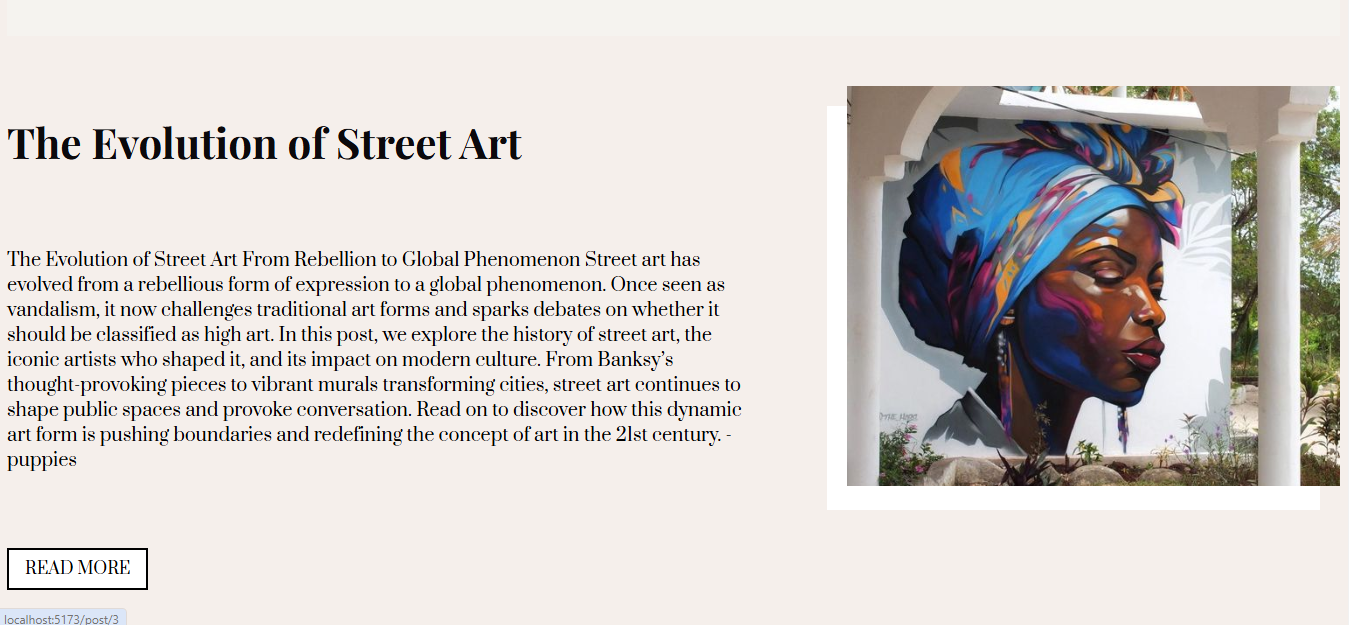 The Evolution of Street Art
The Evolution of Street Art From Rebellion to Global Phenomenon Street art has
evolved from a rebellious form of expression to a global phenomenon. Once seen as
vandalism, it now challenges traditional art forms and sparks debates on whether it
should be classified as high art. In this post, we explore the history of street art, the
iconic artists who shaped it, and its impact on modern culture. From Banksy’s
thought-provoking pieces to vibrant murals transforming cities, street art continues to
shape public spaces and provoke conversation. Read on to discover how this dynamic
art form is pushing boundaries and redefining the concept of art in the 21st century. -
puppies
READ MORE
localhost:5173/post/3